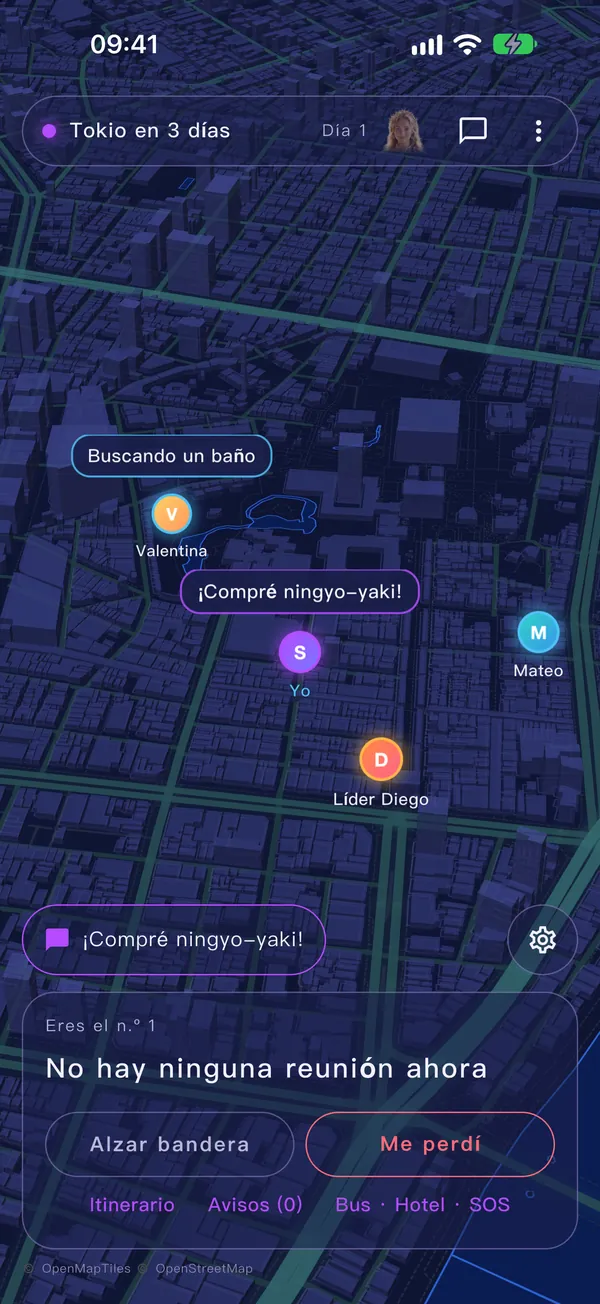 09:41
Tokio en 3 días
Día 1
Buscando un baño
V
Valentina
¡Compré ningyo-yaki!
S
Yo
M
Mateo
D
Líder Diego
¡Compré ningyo-yaki!
Eres el n.º 1
No hay ninguna reunión ahora
Alzar bandera
Me perdí
Itinerario
Avisos (0)
Bus · Hotel · SOS
© OpenMapTiles © OpenStreetMap